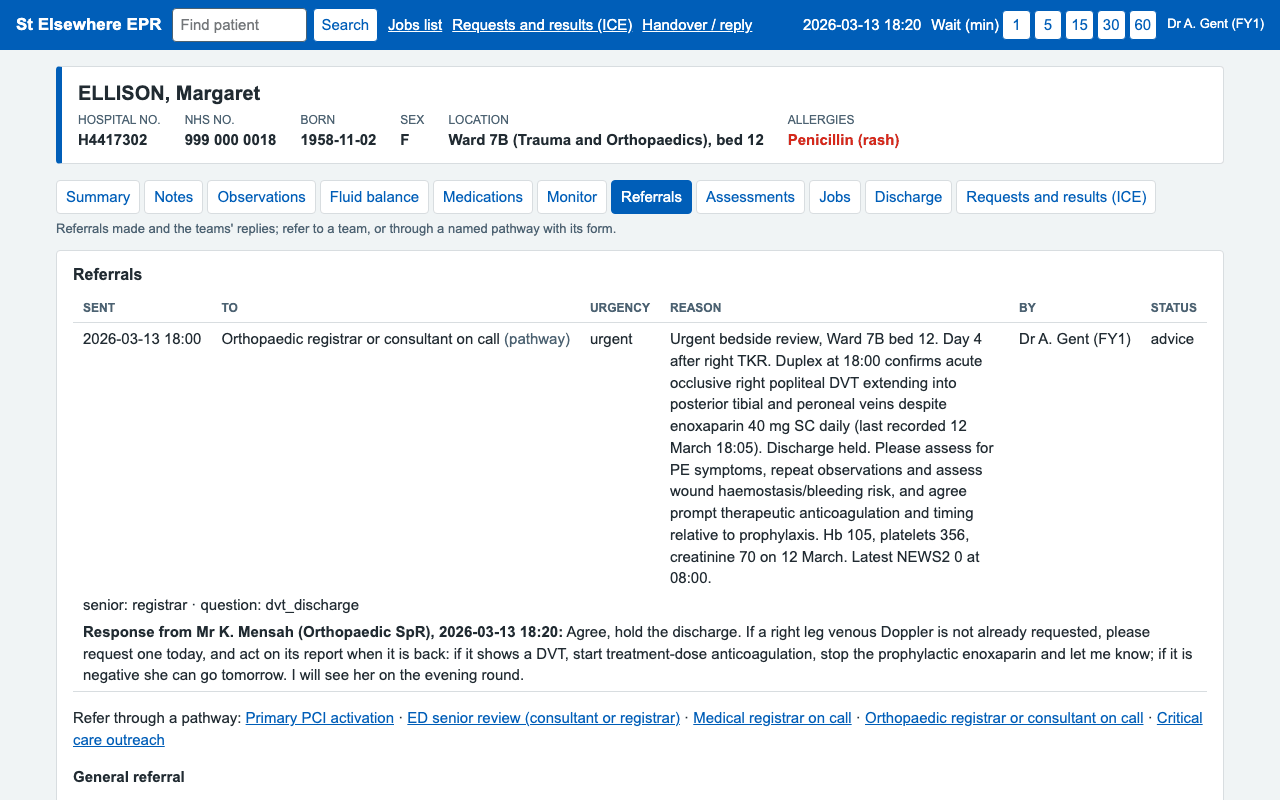 St Elsewhere EPR Find patient Search Jobs list Requests and results (ICE) Handover / reply 2026-03-13 18:20 Wait (min) 1 5 15 30 60 Dr A. Gent (FY1)
ELLISON, Margaret
HOSPITAL NO. NHS NO. BORN SEX LOCATION ALLERGIES
H4417302 999 000 0018 1958-11-02 F Ward 7B (Trauma and Orthopaedics), bed 12 Penicillin (rash)
Summary Notes Observations Fluid balance Medications Monitor Referrals Assessments Jobs Discharge Requests and results (ICE)
Referrals made and the teams' replies; refer to a team, or through a named pathway with its form.
Referrals
SENT TO URGENCY REASON BY STATUS
2026-03-13 18:00 Orthopaedic registrar or consultant on call (pathway) urgent Urgent bedside review, Ward 7B bed 12. Day 4 Dr A. Gent (FY1) advice
after right TKR. Duplex at 18:00 confirms acute
occlusive right popliteal DVT extending into
posterior tibial and peroneal veins despite
enoxaparin 40 mg SC daily (last recorded 12
March 18:05). Discharge held. Please assess for
PE symptoms, repeat observations and assess
wound haemostasis/bleeding risk, and agree
prompt therapeutic anticoagulation and timing
relative to prophylaxis. Hb 105, platelets 356,
creatinine 70 on 12 March. Latest NEWS2 0 at
08:00.
senior: registrar · question: dvt_discharge
Response from Mr K. Mensah (Orthopaedic SpR), 2026-03-13 18:20: Agree, hold the discharge. If a right leg venous Doppler is not already requested, please
request one today, and act on its report when it is back: if it shows a DVT, start treatment-dose anticoagulation, stop the prophylactic enoxaparin and let me know; if it is
negative she can go tomorrow. I will see her on the evening round.
Refer through a pathway: Primary PCI activation · ED senior review (consultant or registrar) · Medical registrar on call · Orthopaedic registrar or consultant on call · Critical
care outreach
General referral